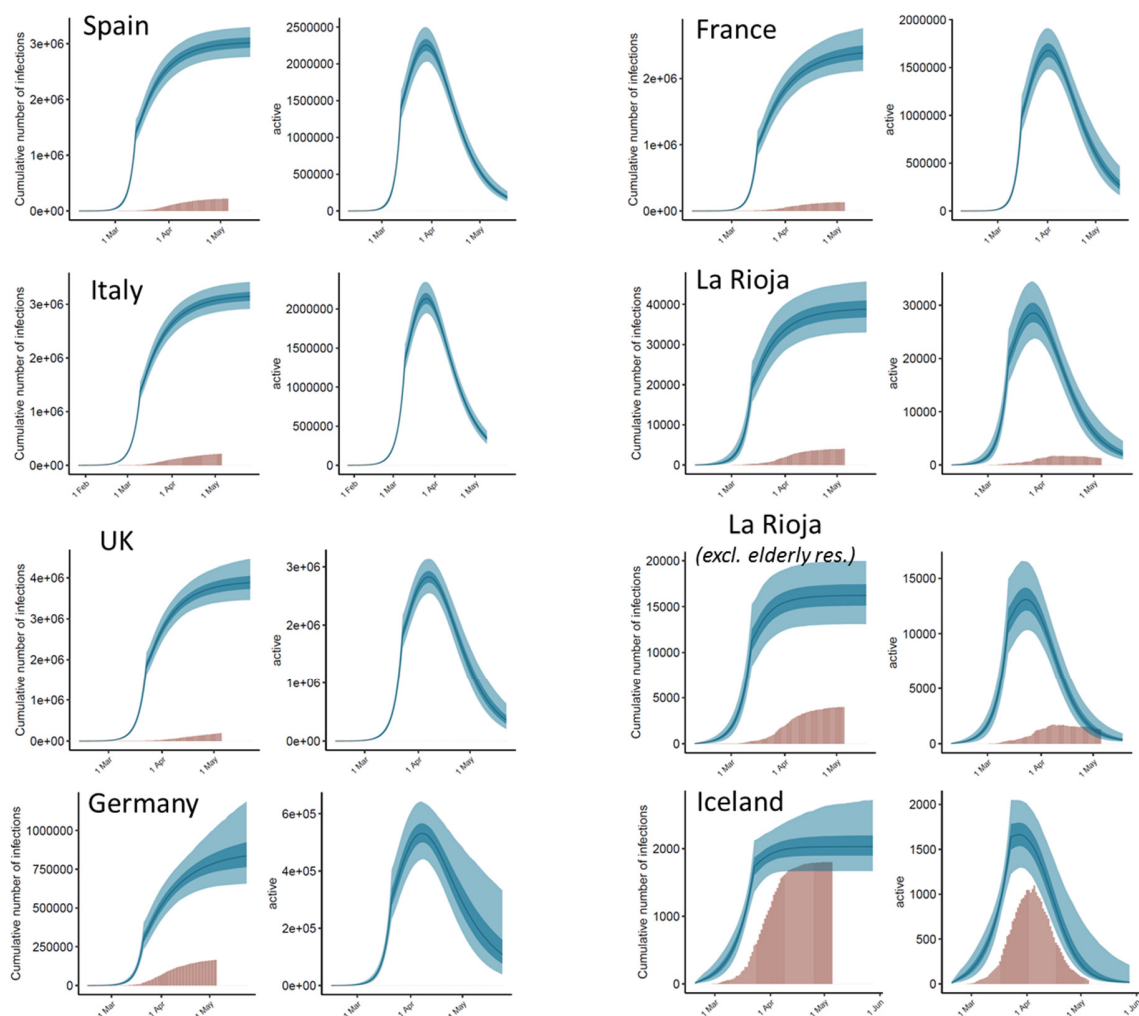 Spain
Cumulative number of infections
3e+06
2e+06
1e+06
0e+00
1 Mar
1 Apr
1 May
active
2500000
2000000
1500000
1000000
500000
0
1 Mar
1 Apr
1 May
France
Cumulative number of infections
2e+06
1e+06
0e+00
1 Mar
1 Apr
1 May
active
2000000
1500000
1000000
500000
0
1 Mar
1 Apr
1 May
Italy
Cumulative number of infections
3e+06
2e+06
1e+06
0e+00
1 Feb
1 Mar
1 Apr
1 May
active
2000000
1500000
1000000
500000
0
1 Feb
1 Mar
1 Apr
1 May
La Rioja
Cumulative number of infections
40000
30000
20000
10000
0
1 Mar
1 Apr
1 May
active
30000
20000
10000
0
1 Mar
1 Apr
1 May
UK
Cumulative number of infections
4e+06
3e+06
2e+06
1e+06
0e+00
1 Mar
1 Apr
1 May
active
3e+06
2e+06
1e+06
0e+00
1 Mar
1 Apr
1 May
La Rioja
(excl. elderly res.)
Cumulative number of infections
20000
15000
10000
5000
0
1 Mar
1 Apr
1 May
active
15000
10000
5000
0
1 Mar
1 Apr
1 May
Germany
Cumulative number of infections
1000000
750000
500000
250000
0
1 Mar
1 Apr
1 May
active
6e+05
4e+05
2e+05
0e+00
1 Mar
1 Apr
1 May
Iceland
Cumulative number of infections
2000
1000
0
1 Mar
1 Apr
1 May
1 Jun
active
2000
1500
1000
500
0
1 Mar
1 Apr
1 May
1 Jun